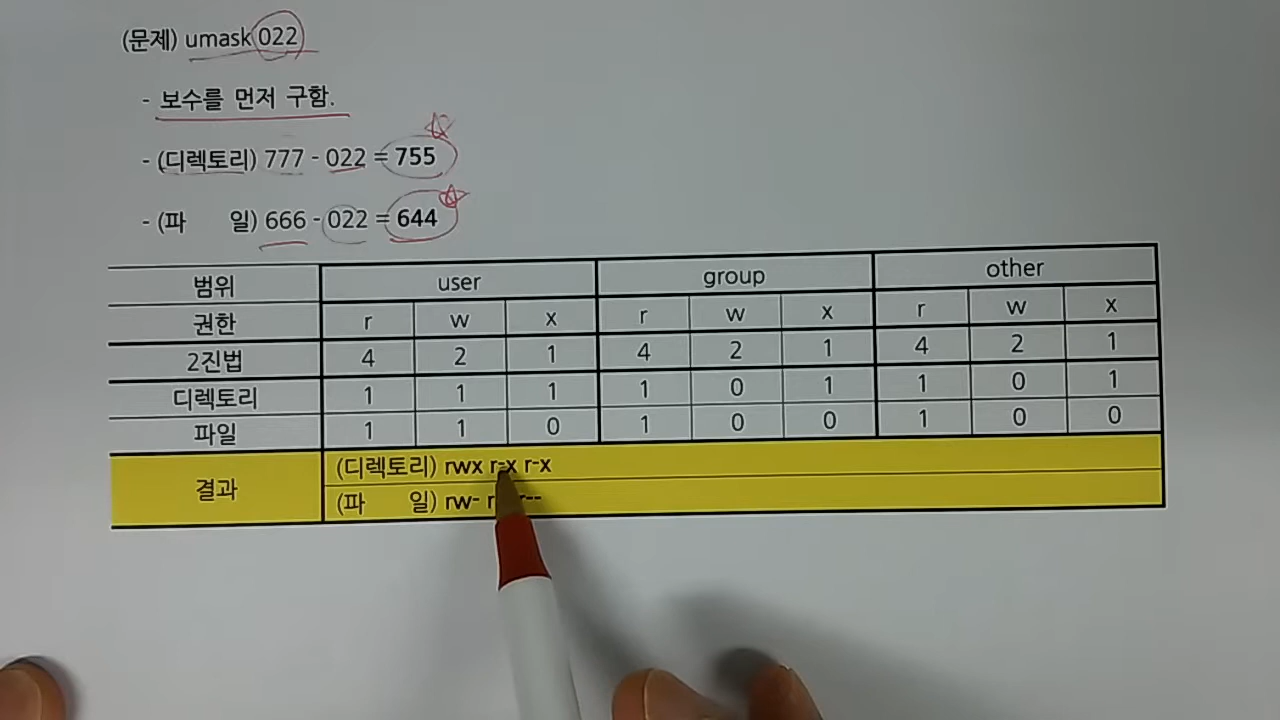 (문제) umask 022
- 보수를 먼저 구함.
- (디렉토리) 777 - 022 = 755
- (파 일) 666 - 022 = 644
범위 user group other
권한 r w x r w x r w x
2진법 4 2 1 4 2 1 4 2 1
디렉토리 1 1 1 1 0 1 1 0 1
파일 1 1 0 1 0 0 1 0 0
결과
(디렉토리) rwx r-x r-x
(파 일) rw- r--